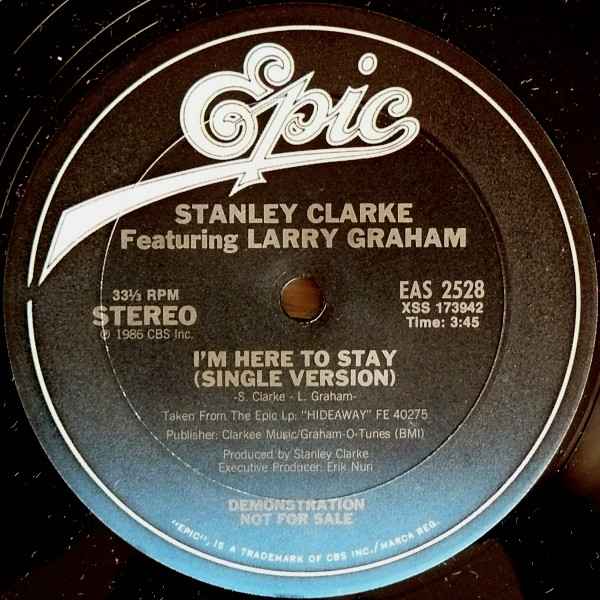 Epic
STANLEY CLARKE
Featuring LARRY GRAHAM
33⅓ RPM
STEREO
℗ 1986 CBS Inc.
EAS 2528
XSS 173942
Time: 3:45
I'M HERE TO STAY
(SINGLE VERSION)
-S. Clarke - L. Graham-
Taken From The Epic Lp: "HIDEAWAY" FE 40275
Publisher: Clarkee Music/Graham-O-Tunes (BMI)
Produced by Stanley Clarke
Executive Producer: Erik Nuri
DEMONSTRATION
NOT FOR SALE
"EPIC", IS A TRADEMARK OF CBS INC./MARCA REG.